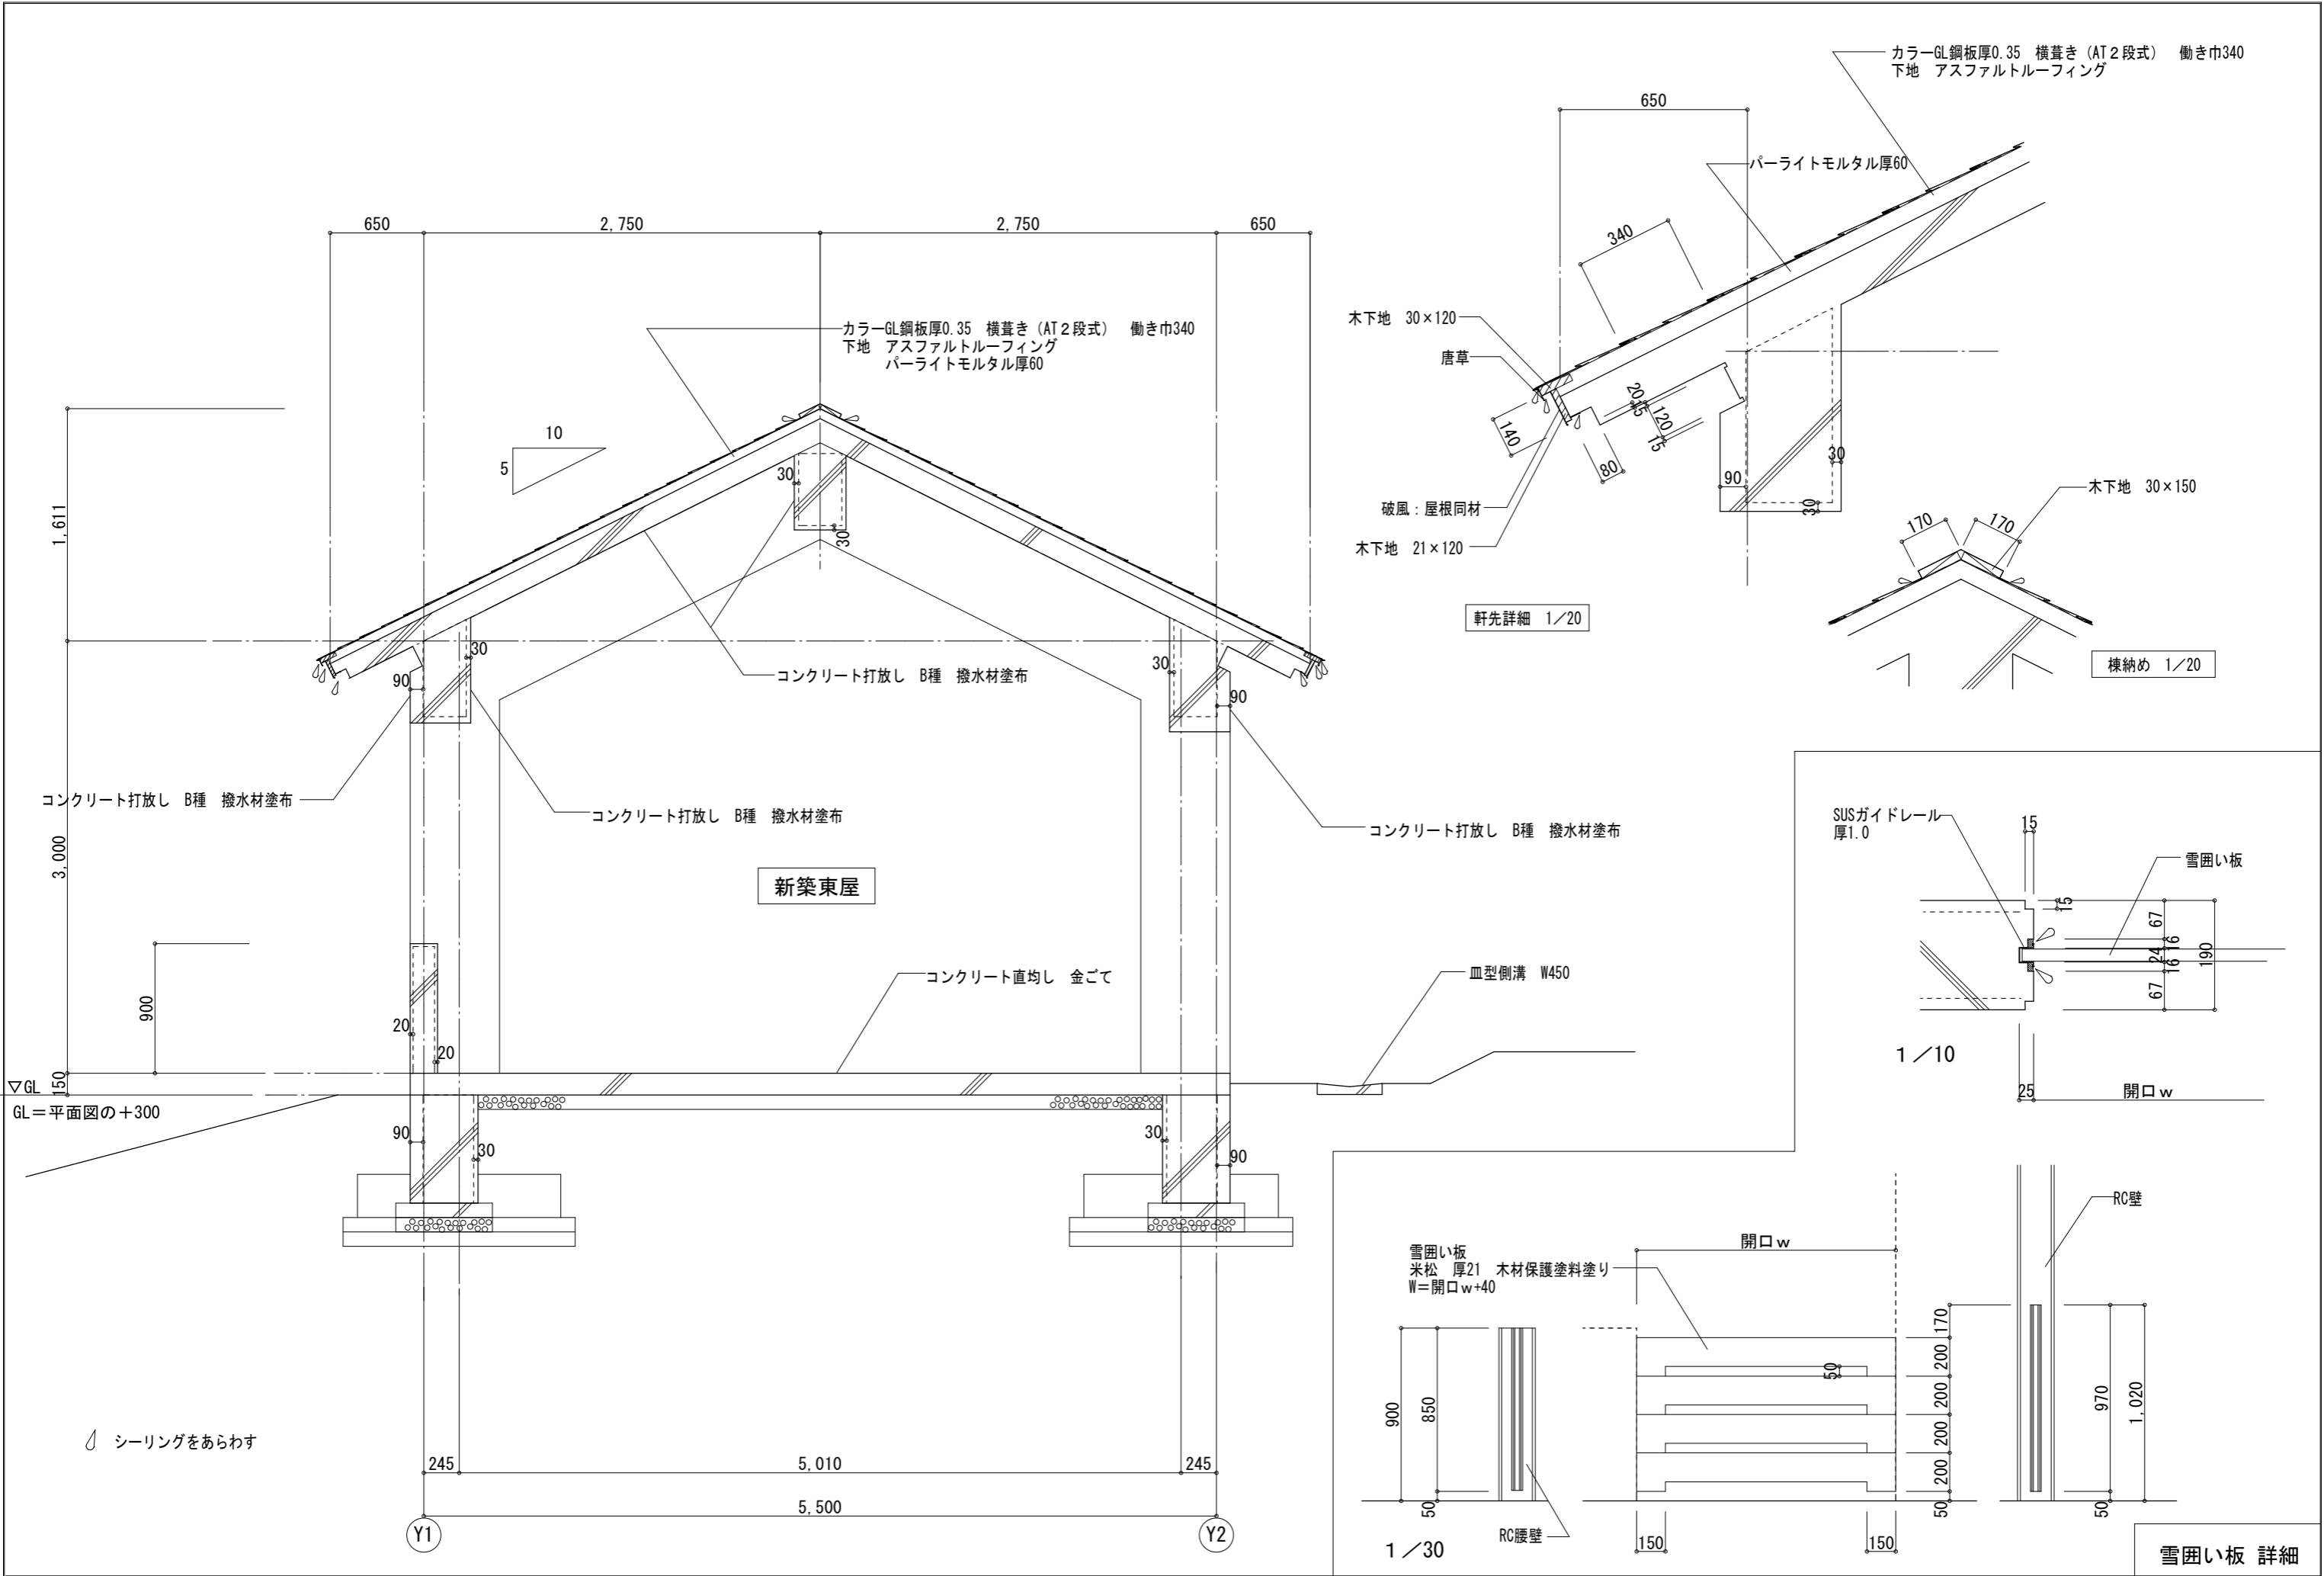 650
2,750
2,750
650
カラーGL鋼板厚0.35 横葺き（AT２段式） 働き巾340
下地 アスファルトルーフィング
パーライトモルタル厚60
10
5
30
30
1,611
30
90
30
90
コンクリート打放し B種 撥水材塗布
コンクリート打放し B種 撥水材塗布
コンクリート打放し B種 撥水材塗布
コンクリート打放し B種 撥水材塗布
3,000
新築東屋
900
コンクリート直均し 金ごて
皿型側溝 W450
20
20
▽GL
150
GL＝平面図の＋300
90
30
30
90
シーリングをあらわす
245
5,010
245
5,500
Y1
Y2
カラーGL鋼板厚0.35 横葺き（AT２段式） 働き巾340
下地 アスファルトルーフィング
650
パーライトモルタル厚60
340
木下地 30×120
唐草
20
15
120
15
140
80
90
30
30
破風：屋根同材
木下地 21×120
軒先詳細 1／20
木下地 30×150
170
170
棟納め 1／20
SUSガイドレール
厚1.0
15
雪囲い板
15
67
16
24
16
67
190
１／10
25
開口ｗ
RC壁
開口ｗ
雪囲い板
米松 厚21 木材保護塗料塗り
W＝開口ｗ+40
900
850
50
50
170
200
200
200
200
50
970
1,020
50
RC腰壁
150
150
１／30
雪囲い板 詳細